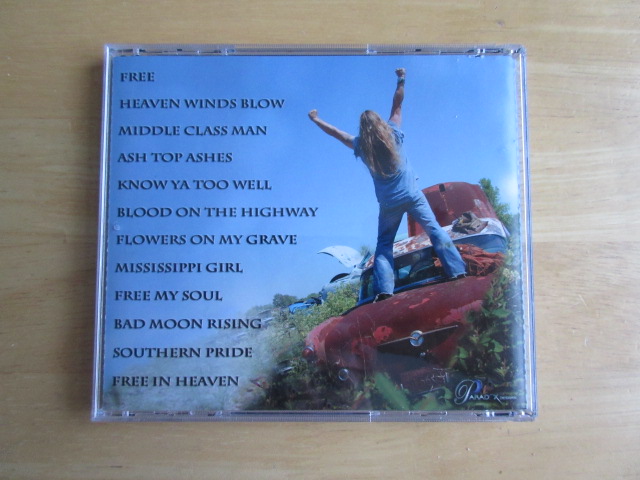 FREE
HEAVEN WINDS BLOW
MIDDLE CLASS MAN
ASH TOP ASHES
KNOW YA TOO WELL
BLOOD ON THE HIGHWAY
FLOWERS ON MY GRAVE
MISSISSIPPI GIRL
FREE MY SOUL
BAD MOON RISING
SOUTHERN PRIDE
FREE IN HEAVEN